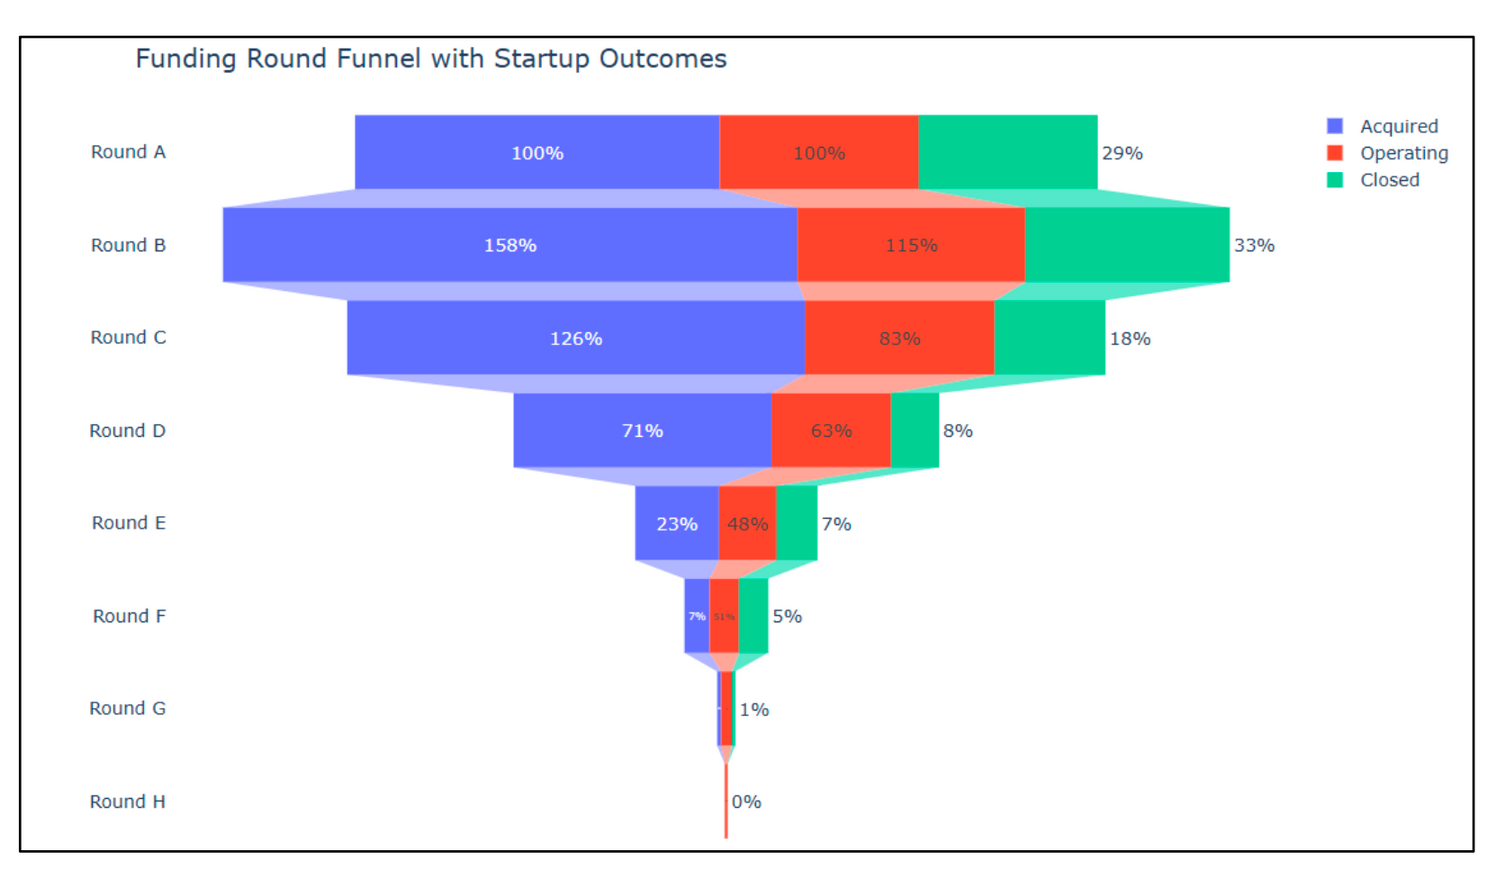 Funding Round Funnel with Startup Outcomes
Acquired
Operating
Closed
Round A 100% 100% 29%
Round B 158% 115% 33%
Round C 126% 83% 18%
Round D 71% 63% 8%
Round E 23% 48% 7%
Round F 7% 51% 5%
Round G 1%
Round H 0%